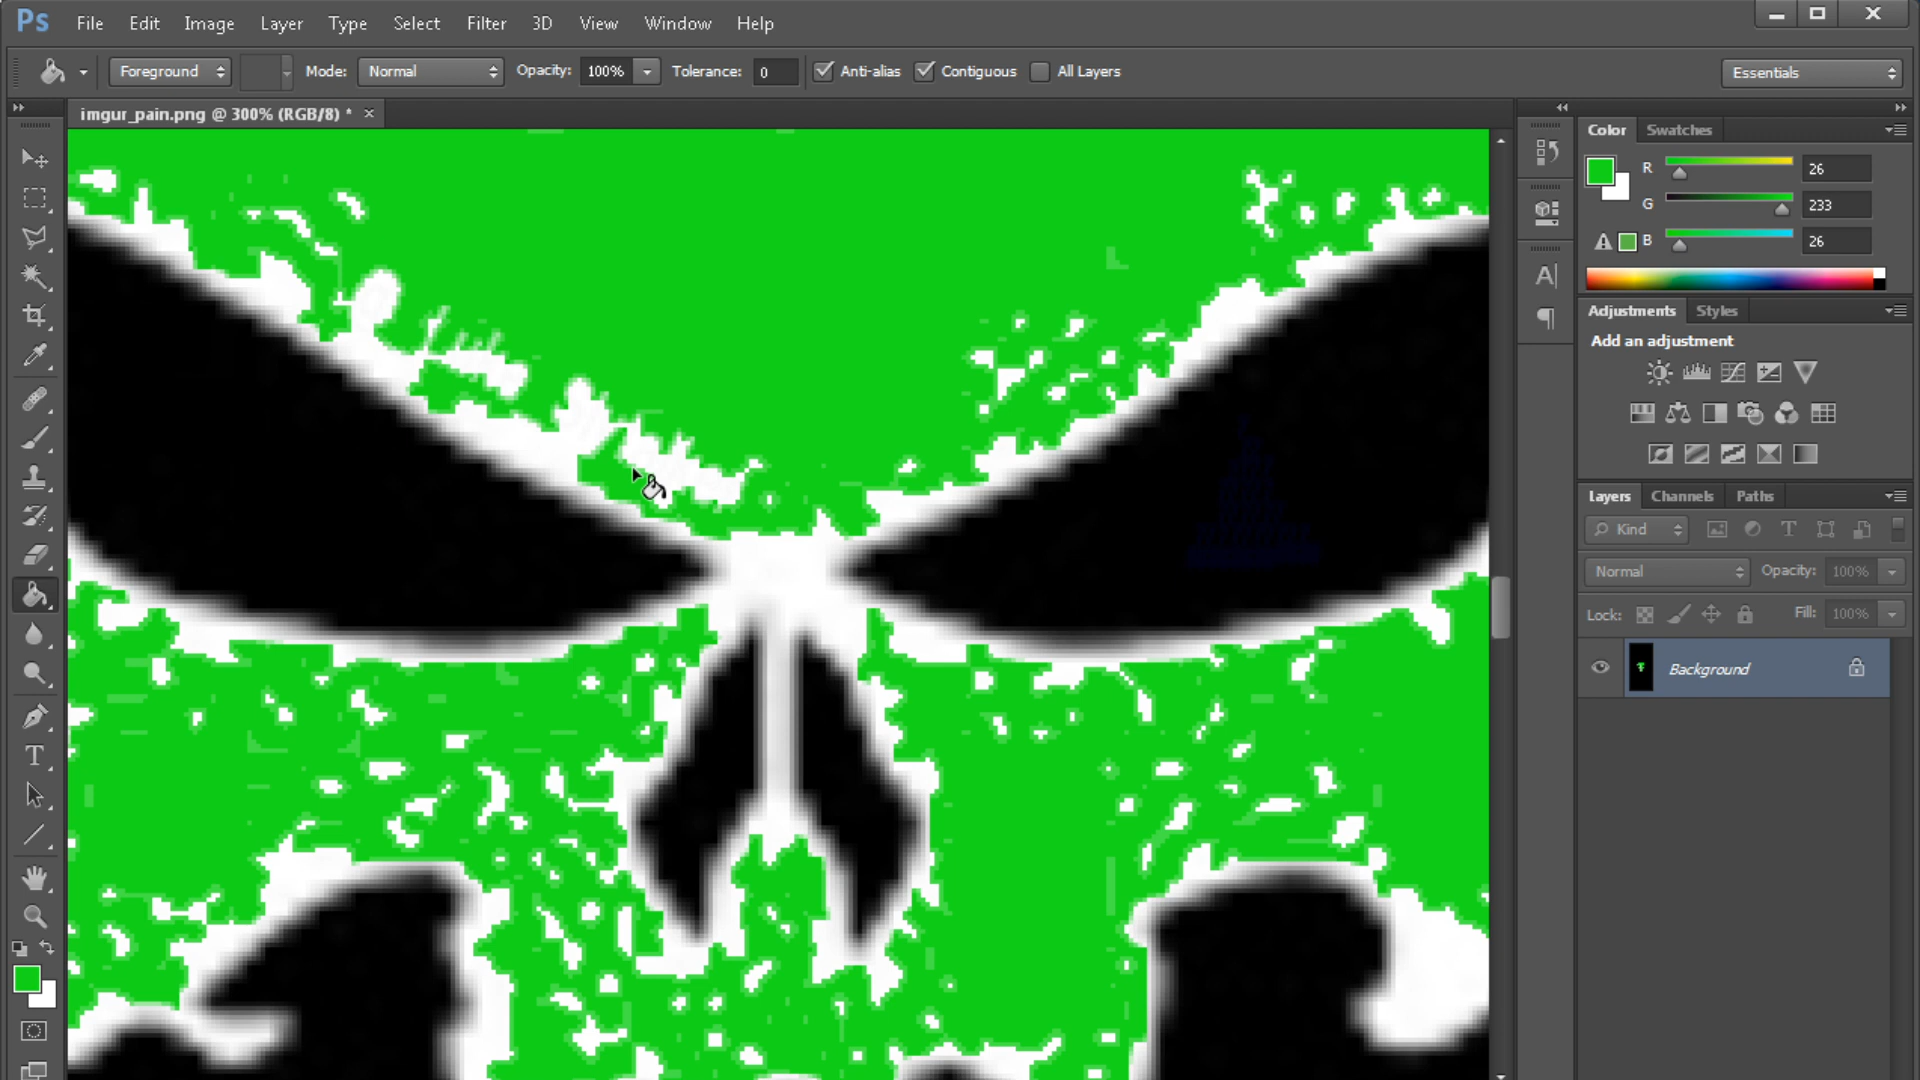 Ps File Edit Image Layer Type Select Filter 3D View Window Help
Foreground Mode: Normal Opacity: 100% Tolerance: 0 Anti-alias Contiguous All Layers Essentials
imgur_pain.png @ 300% (RGB/8) * ×
Color Swatches
R 26
G 233
B 26
Adjustments Styles
Add an adjustment
Layers Channels Paths
Kind
Normal Opacity: 100%
Lock: Fill: 100%
Background